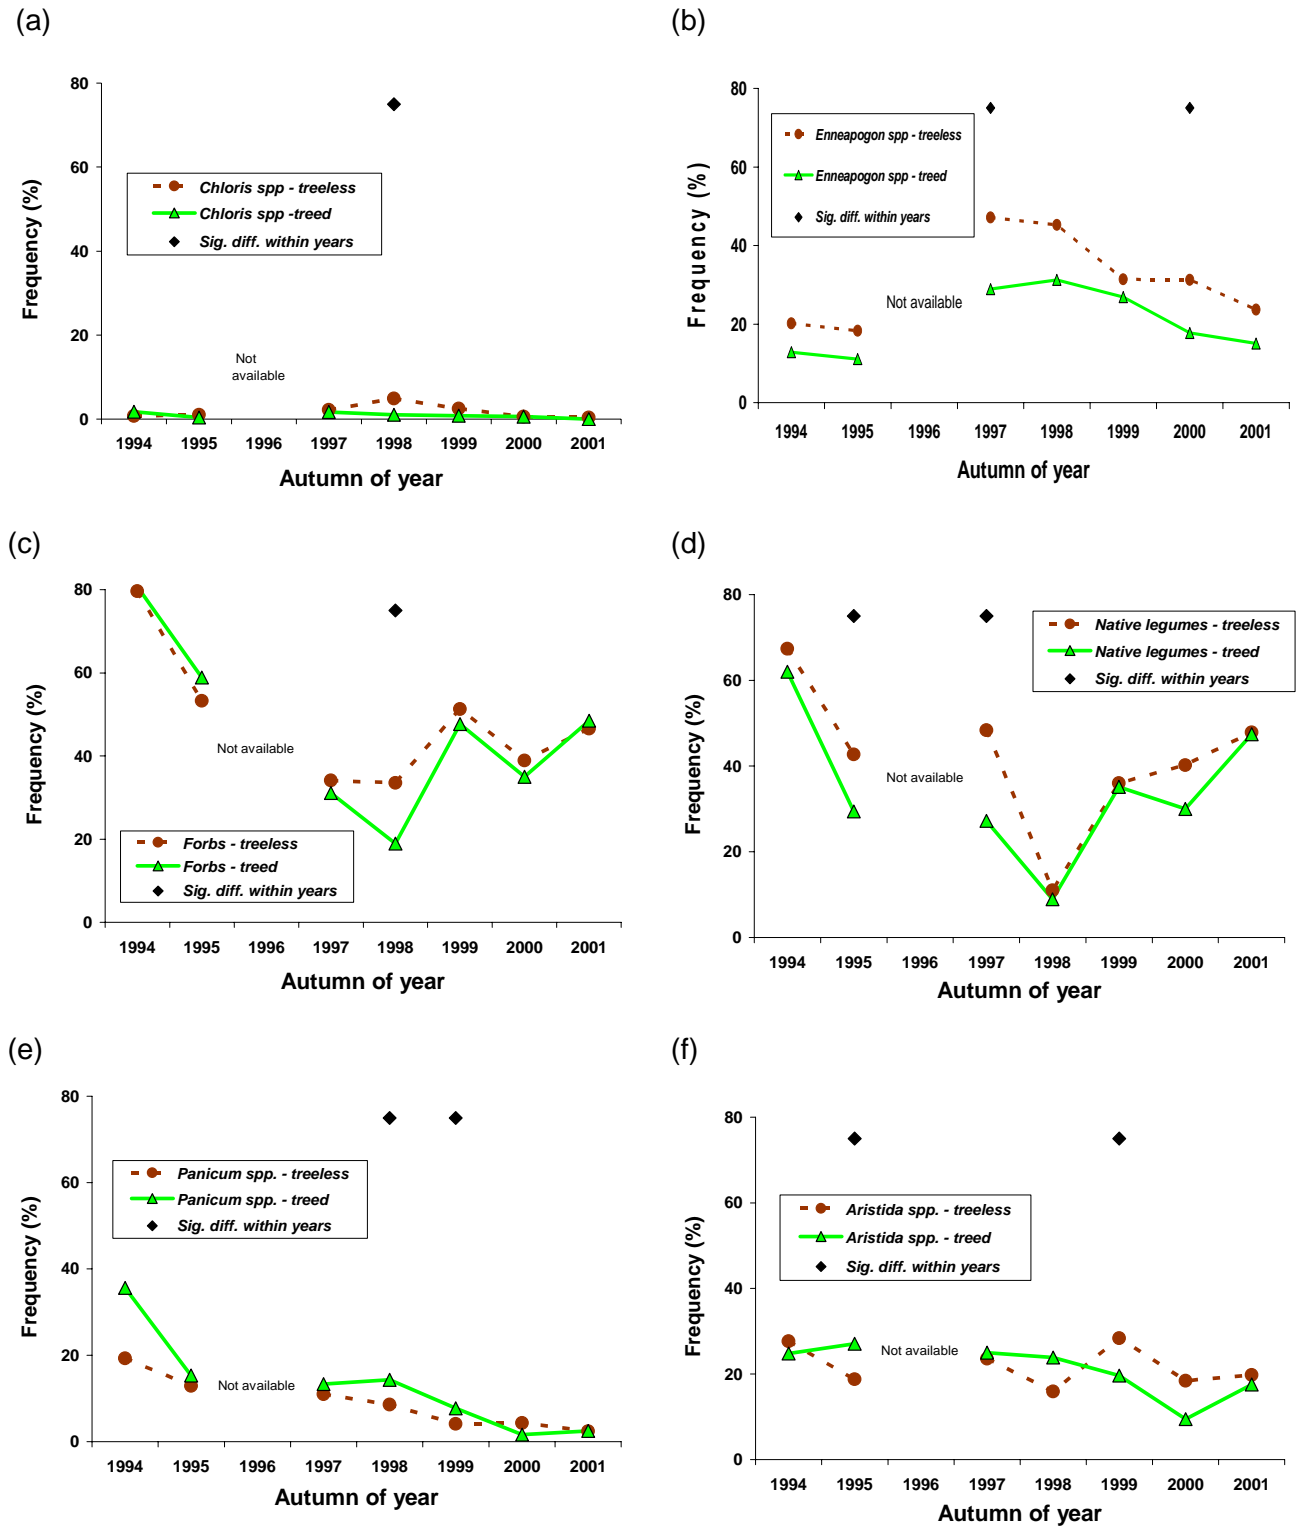 (a)
80
60
40
20
0
Frequency (%)
Chloris spp - treeless
Chloris spp -treed
Sig. diff. within years
Not
available
1994 1995 1996 1997 1998 1999 2000 2001
Autumn of year
(b)
80
60
40
20
0
Frequency (%)
Enneapogon spp - treeless
Enneapogon spp - treed
Sig. diff. within years
Not available
1994 1995 1996 1997 1998 1999 2000 2001
Autumn of year
(c)
80
60
40
20
0
Frequency (%)
Not available
Forbs - treeless
Forbs - treed
Sig. diff. within years
1994 1995 1996 1997 1998 1999 2000 2001
Autumn of year
(d)
80
60
40
20
0
Frequency (%)
Native legumes - treeless
Native legumes - treed
Sig. diff. within years
Not available
1994 1995 1996 1997 1998 1999 2000 2001
Autumn of year
(e)
80
60
40
20
0
Frequency (%)
Panicum spp. - treeless
Panicum spp. - treed
Sig. diff. within years
Not available
1994 1995 1996 1997 1998 1999 2000 2001
Autumn of year
(f)
80
60
40
20
0
Frequency (%)
Aristida spp. - treeless
Aristida spp. - treed
Sig. diff. within years
Not available
1994 1995 1996 1997 1998 1999 2000 2001
Autumn of year